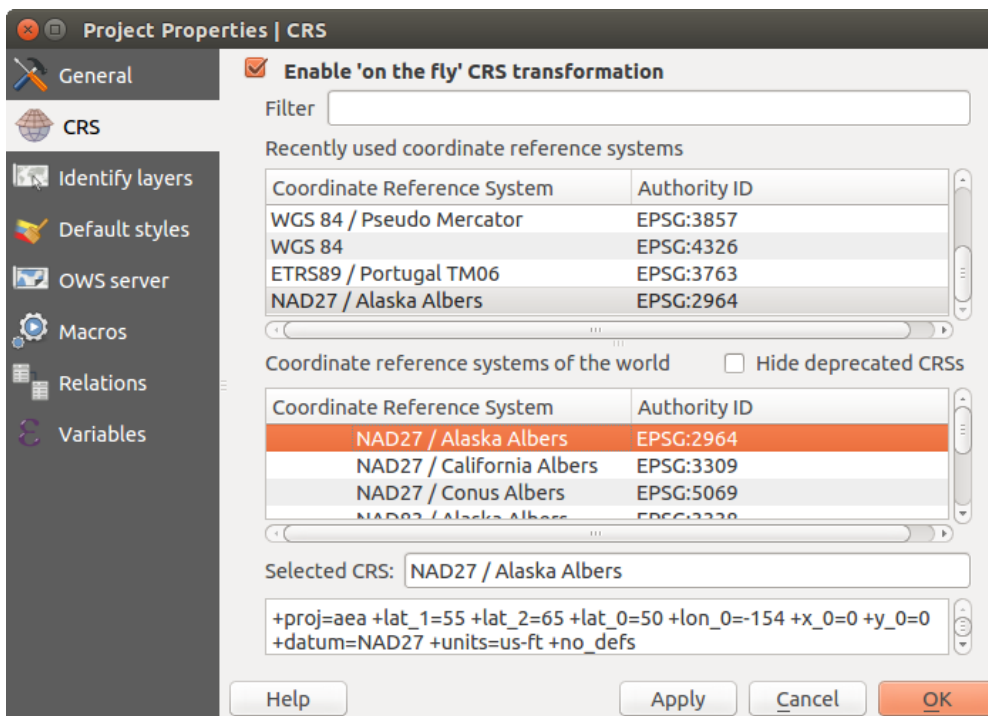 Project Properties | CRS
General
CRS
Identify layers
Default styles
OWS server
Macros
Relations
Variables
Enable 'on the fly' CRS transformation
Filter
Recently used coordinate reference systems
Coordinate Reference System Authority ID
WGS 84 / Pseudo Mercator EPSG:3857
WGS 84 EPSG:4326
ETRS89 / Portugal TM06 EPSG:3763
NAD27 / Alaska Albers EPSG:2964
Coordinate reference systems of the world Hide deprecated CRSs
Coordinate Reference System Authority ID
NAD27 / Alaska Albers EPSG:2964
NAD27 / California Albers EPSG:3309
NAD27 / Conus Albers EPSG:5069
NAD83 / Alaska Albers EPSG:3338
Selected CRS: NAD27 / Alaska Albers
+proj=aea +lat_1=55 +lat_2=65 +lat_0=50 +lon_0=-154 +x_0=0 +y_0=0
+datum=NAD27 +units=us-ft +no_defs
Help Apply Cancel OK